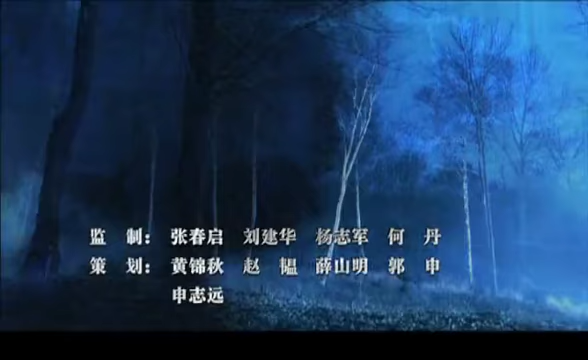 监 制： 张春启 刘建华 杨志军 何 丹
策 划： 黄锦秋 赵 韫 薛山明 郭 申
申志远